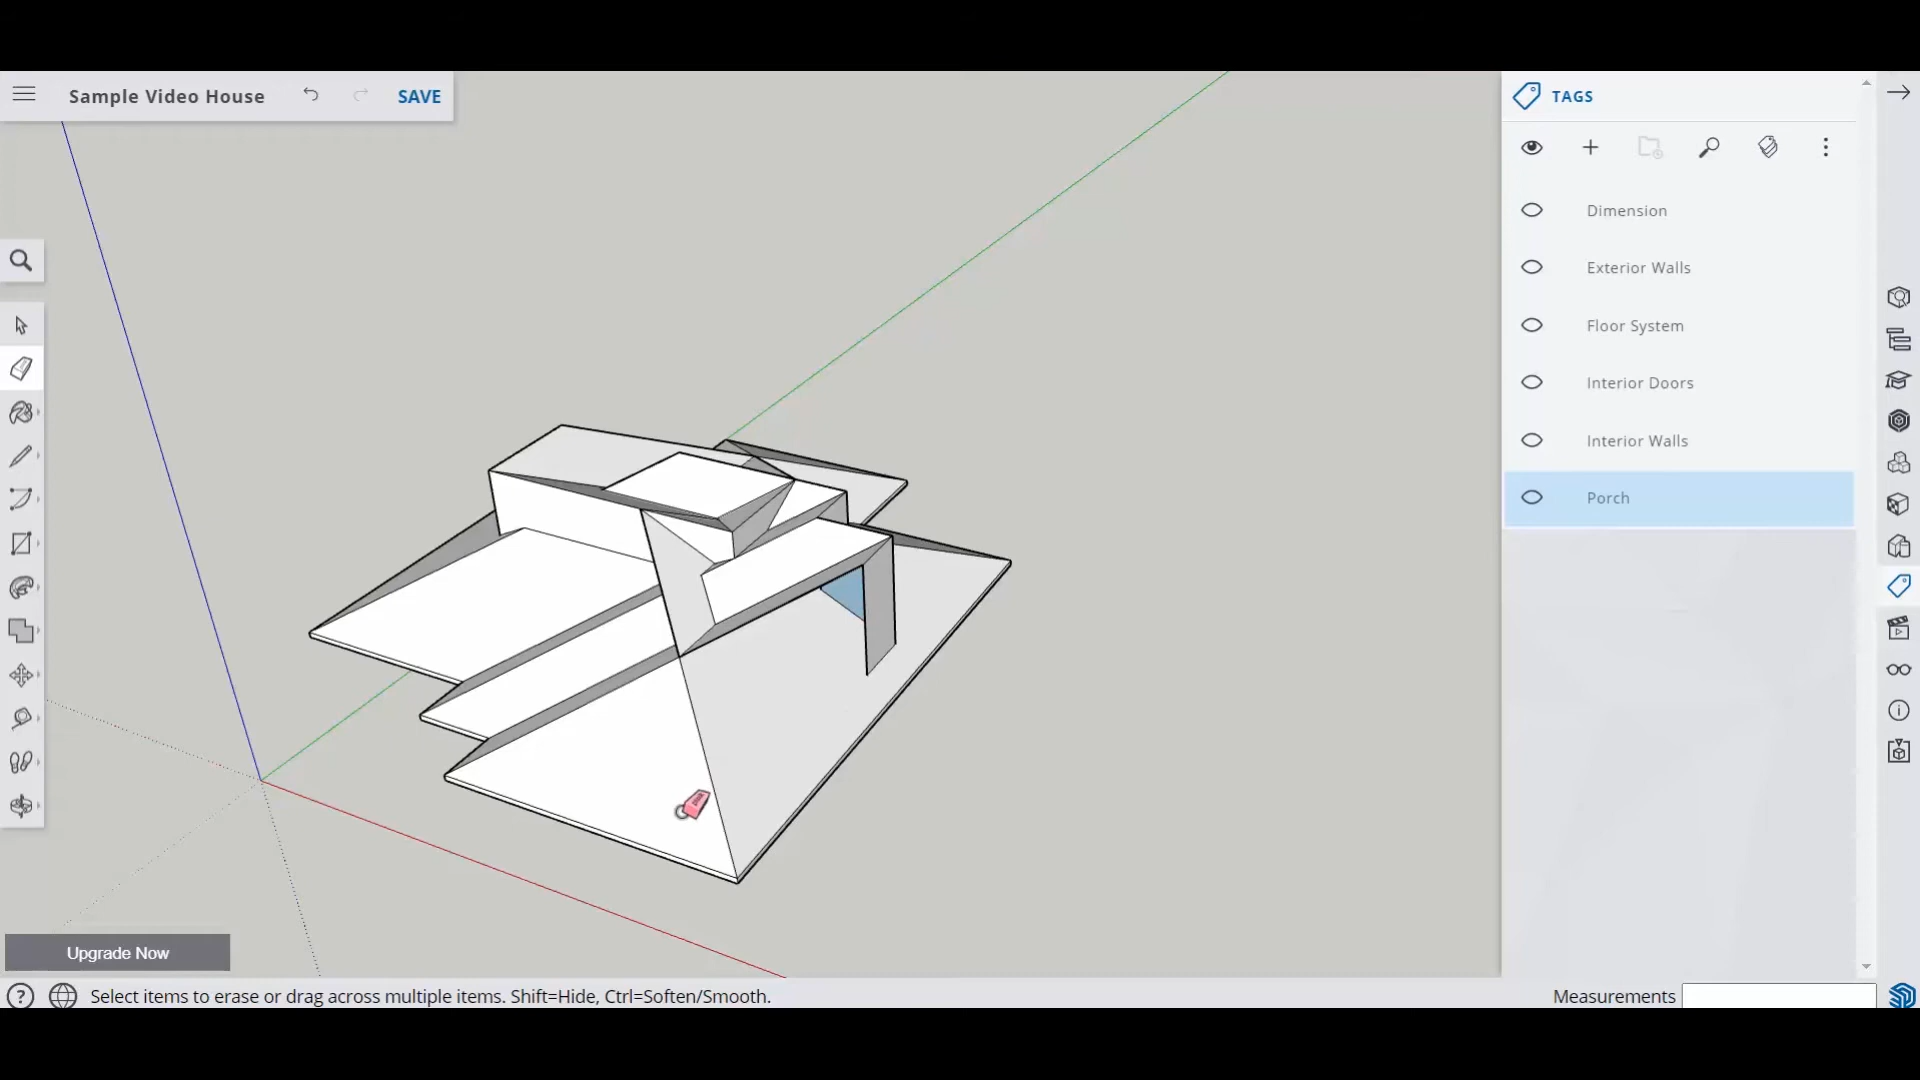 Sample Video House
SAVE
TAGS
Dimension
Exterior Walls
Floor System
Interior Doors
Interior Walls
Porch
Upgrade Now
Select items to erase or drag across multiple items. Shift=Hide, Ctrl=Soften/Smooth.
Measurements